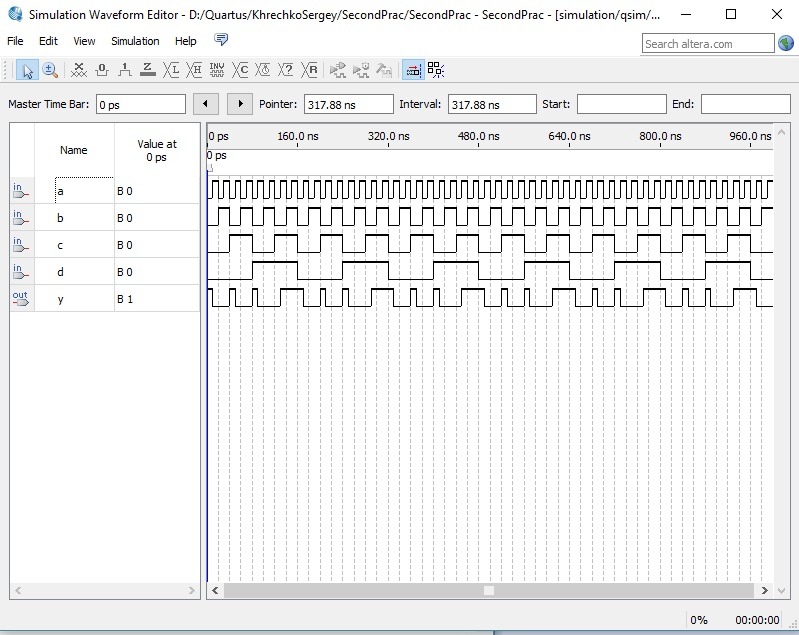 Simulation Waveform Editor - D:/Quartus/KhrechkoSergey/SecondPrac/SecondPrac - SecondPrac - [simulation/qsim/...
File Edit View Simulation Help
Search altera.com
Master Time Bar: 0 ps Pointer: 317.88 ns Interval: 317.88 ns Start: End:
Name Value at 0 ps 0 ps 160.0 ns 320.0 ns 480.0 ns 640.0 ns 800.0 ns 960.0 ns
0 ps
in a B 0
in b B 0
in c B 0
in d B 0
out y B 1
0% 00:00:00